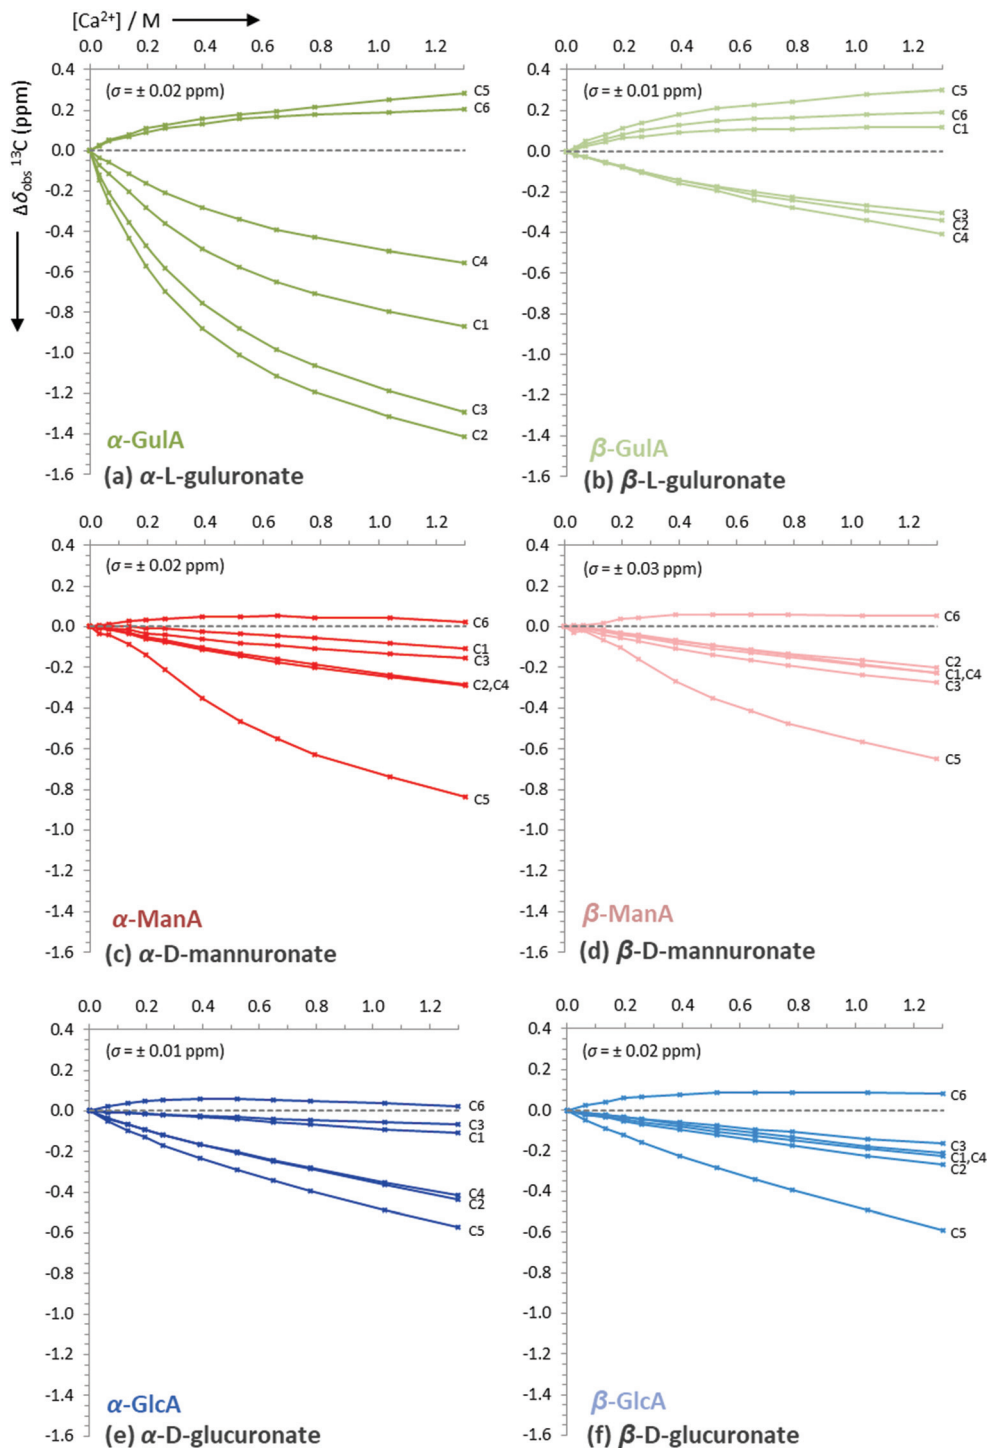 [Ca²⁺] / M
0.0 0.2 0.4 0.6 0.8 1.0 1.2
0.4
0.2
0.0
-0.2
-0.4
-0.6
-0.8
-1.0
-1.2
-1.4
-1.6
Δδobs ¹³C (ppm)
(σ = ± 0.02 ppm)
C5
C6
C4
C1
C3
C2
α-GulA
(a) α-L-guluronate
0.0 0.2 0.4 0.6 0.8 1.0 1.2
0.4
0.2
0.0
-0.2
-0.4
-0.6
-0.8
-1.0
-1.2
-1.4
-1.6
(σ = ± 0.01 ppm)
C5
C6
C1
C3
C2
C4
β-GulA
(b) β-L-guluronate
0.0 0.2 0.4 0.6 0.8 1.0 1.2
0.4
0.2
0.0
-0.2
-0.4
-0.6
-0.8
-1.0
-1.2
-1.4
-1.6
(σ = ± 0.02 ppm)
C6
C1
C3
C2,C4
C5
α-ManA
(c) α-D-mannuronate
0.0 0.2 0.4 0.6 0.8 1.0 1.2
0.4
0.2
0.0
-0.2
-0.4
-0.6
-0.8
-1.0
-1.2
-1.4
-1.6
(σ = ± 0.03 ppm)
C6
C2
C1,C4
C3
C5
β-ManA
(d) β-D-mannuronate
0.0 0.2 0.4 0.6 0.8 1.0 1.2
0.4
0.2
0.0
-0.2
-0.4
-0.6
-0.8
-1.0
-1.2
-1.4
-1.6
(σ = ± 0.01 ppm)
C6
C3
C1
C4
C2
C5
α-GlcA
(e) α-D-glucuronate
0.0 0.2 0.4 0.6 0.8 1.0 1.2
0.4
0.2
0.0
-0.2
-0.4
-0.6
-0.8
-1.0
-1.2
-1.4
-1.6
(σ = ± 0.02 ppm)
C6
C3
C1,C4
C2
C5
β-GlcA
(f) β-D-glucuronate